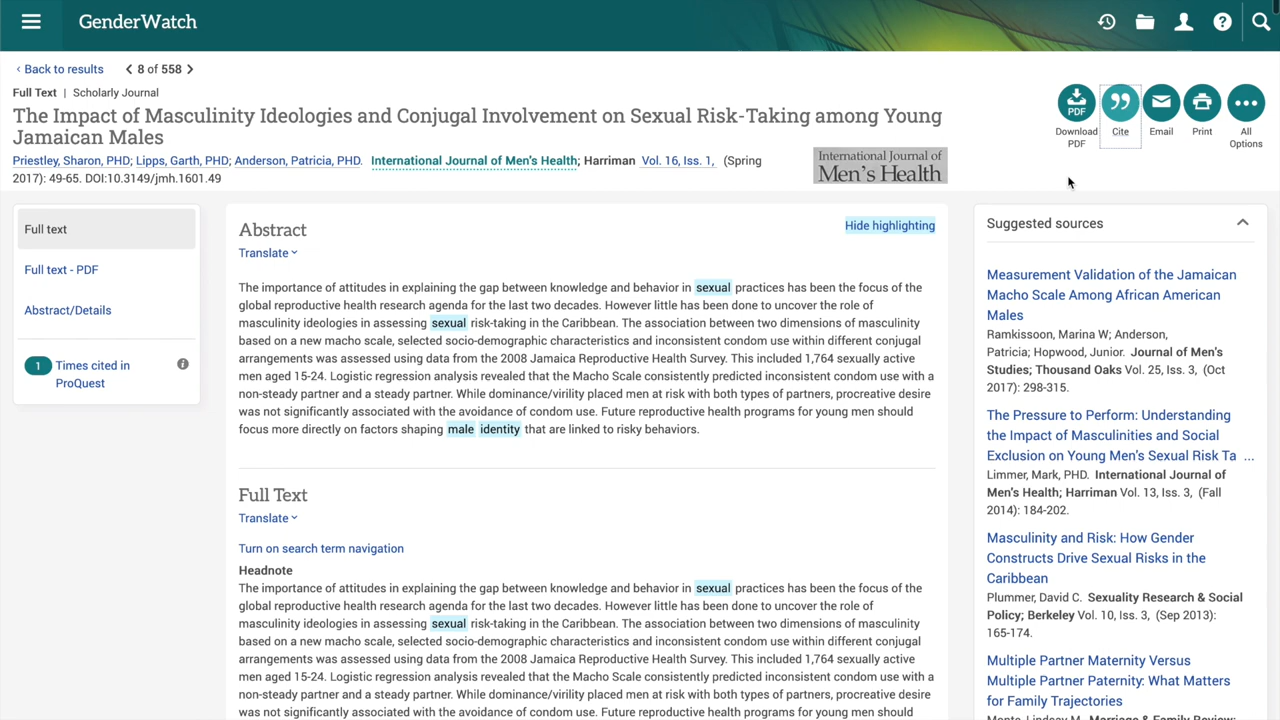 GenderWatch
‹ Back to results
8 of 558
Full Text | Scholarly Journal
The Impact of Masculinity Ideologies and Conjugal Involvement on Sexual Risk-Taking among Young
Jamaican Males
Priestley, Sharon, PHD; Lipps, Garth, PHD; Anderson, Patricia, PHD. International Journal of Men's Health; Harriman Vol. 16, Iss. 1, (Spring
2017): 49-65. DOI:10.3149/jmh.1601.49
International Journal of
Men's Health
PDF
Download
PDF
Cite
Email
Print
All
Options
Full text
Full text - PDF
Abstract/Details
1 Times cited in
ProQuest
Abstract
Hide highlighting
Translate
The importance of attitudes in explaining the gap between knowledge and behavior in sexual practices has been the focus of the
global reproductive health research agenda for the last two decades. However little has been done to uncover the role of
masculinity ideologies in assessing sexual risk-taking in the Caribbean. The association between two dimensions of masculinity
based on a new macho scale, selected socio-demographic characteristics and inconsistent condom use within different conjugal
arrangements was assessed using data from the 2008 Jamaica Reproductive Health Survey. This included 1,764 sexually active
men aged 15-24. Logistic regression analysis revealed that the Macho Scale consistently predicted inconsistent condom use with a
non-steady partner and a steady partner. While dominance/virility placed men at risk with both types of partners, procreative desire
was not significantly associated with the avoidance of condom use. Future reproductive health programs for young men should
focus more directly on factors shaping male identity that are linked to risky behaviors.
Full Text
Translate
Turn on search term navigation
Headnote
The importance of attitudes in explaining the gap between knowledge and behavior in sexual practices has been the focus of the
global reproductive health research agenda for the last two decades. However little has been done to uncover the role of
masculinity ideologies in assessing sexual risk-taking in the Caribbean. The association between two dimensions of masculinity
based on a new macho scale, selected socio-demographic characteristics and inconsistent condom use within different conjugal
arrangements was assessed using data from the 2008 Jamaica Reproductive Health Survey. This included 1,764 sexually active
men aged 15-24. Logistic regression analysis revealed that the Macho Scale consistently predicted inconsistent condom use with a
non-steady partner and a steady partner. While dominance/virility placed men at risk with both types of partners, procreative desire
was not significantly associated with the avoidance of condom use. Future reproductive health programs for young men should
Suggested sources
Measurement Validation of the Jamaican
Macho Scale Among African American
Males
Ramkissoon, Marina W; Anderson,
Patricia; Hopwood, Junior. Journal of Men's
Studies; Thousand Oaks Vol. 25, Iss. 3, (Oct
2017): 298-315.
The Pressure to Perform: Understanding
the Impact of Masculinities and Social
Exclusion on Young Men's Sexual Risk Ta ...
Limmer, Mark, PHD. International Journal of
Men's Health; Harriman Vol. 13, Iss. 3, (Fall
2014): 184-202.
Masculinity and Risk: How Gender
Constructs Drive Sexual Risks in the
Caribbean
Plummer, David C. Sexuality Research & Social
Policy; Berkeley Vol. 10, Iss. 3, (Sep 2013):
165-174.
Multiple Partner Maternity Versus
Multiple Partner Paternity: What Matters
for Family Trajectories
Monte, Lindsay M. Marriage & Family Review;